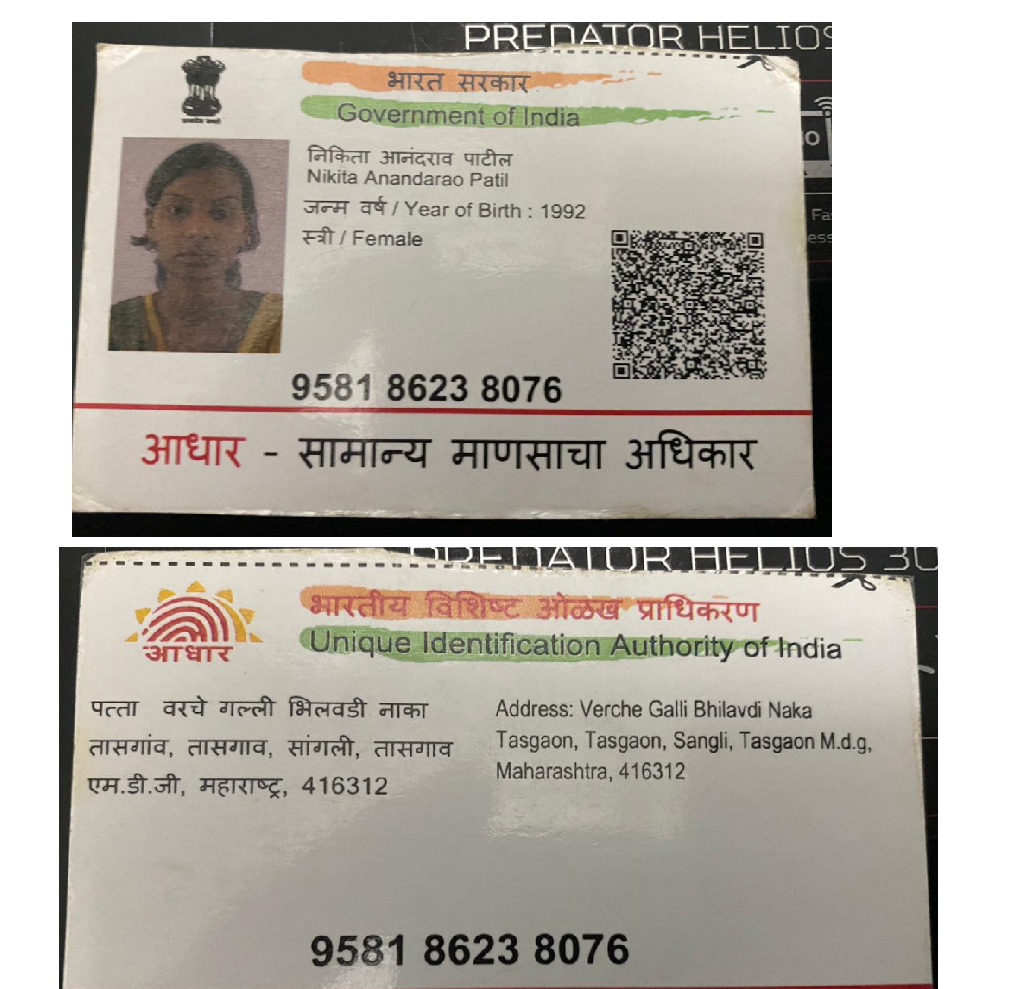 PREDATOR HELIOS
भारत सरकार
Government of India
निकिता आनंदराव पाटील
Nikita Anandarao Patil
जन्म वर्ष / Year of Birth : 1992
स्त्री / Female
9581 8623 8076
आधार - सामान्य माणसाचा अधिकार
PREDATOR HELIOS 30
भारतीय विशिष्ट ओळख प्राधिकरण
Unique Identification Authority of India
आधार
पत्ता वरचे गल्ली भिलवडी नाका
तासगांव, तासगाव, सांगली, तासगाव
एम.डी.जी, महाराष्ट्र, 416312
Address: Verche Galli Bhilavdi Naka
Tasgaon, Tasgaon, Sangli, Tasgaon M.d.g,
Maharashtra, 416312
9581 8623 8076